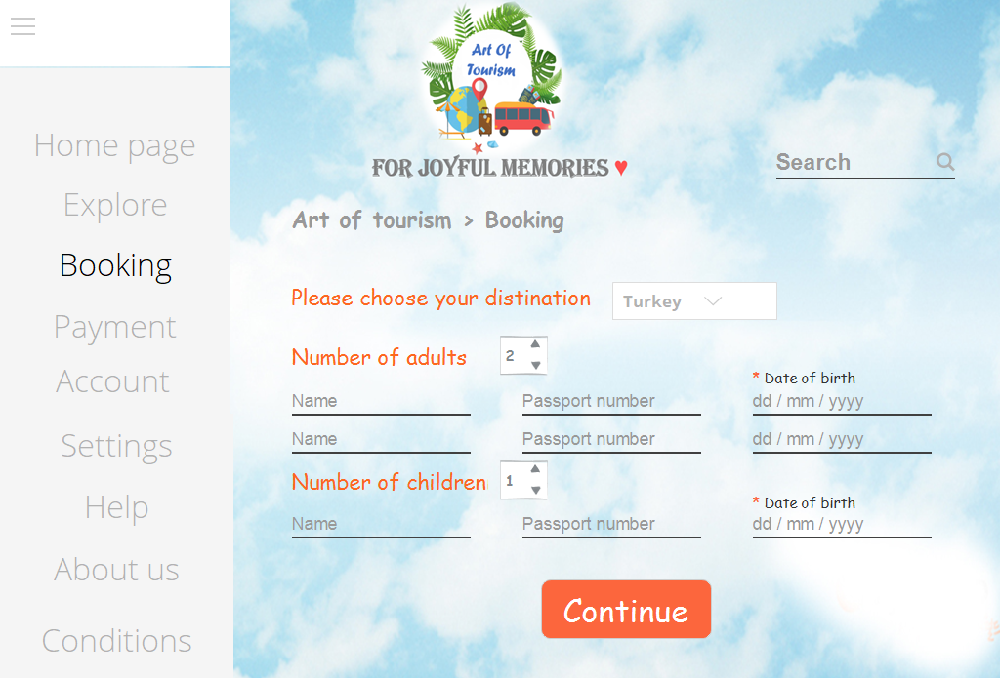 Art Of
Tourism
FOR JOYFUL MEMORIES
Search
Home page
Explore
Booking
Payment
Account
Settings
Help
About us
Conditions
Art of tourism > Booking
Please choose your distination
Turkey
Number of adults
2
* Date of birth
Name Passport number dd / mm / yyyy
Name Passport number dd / mm / yyyy
Number of children
1
* Date of birth
Name Passport number dd / mm / yyyy
Continue